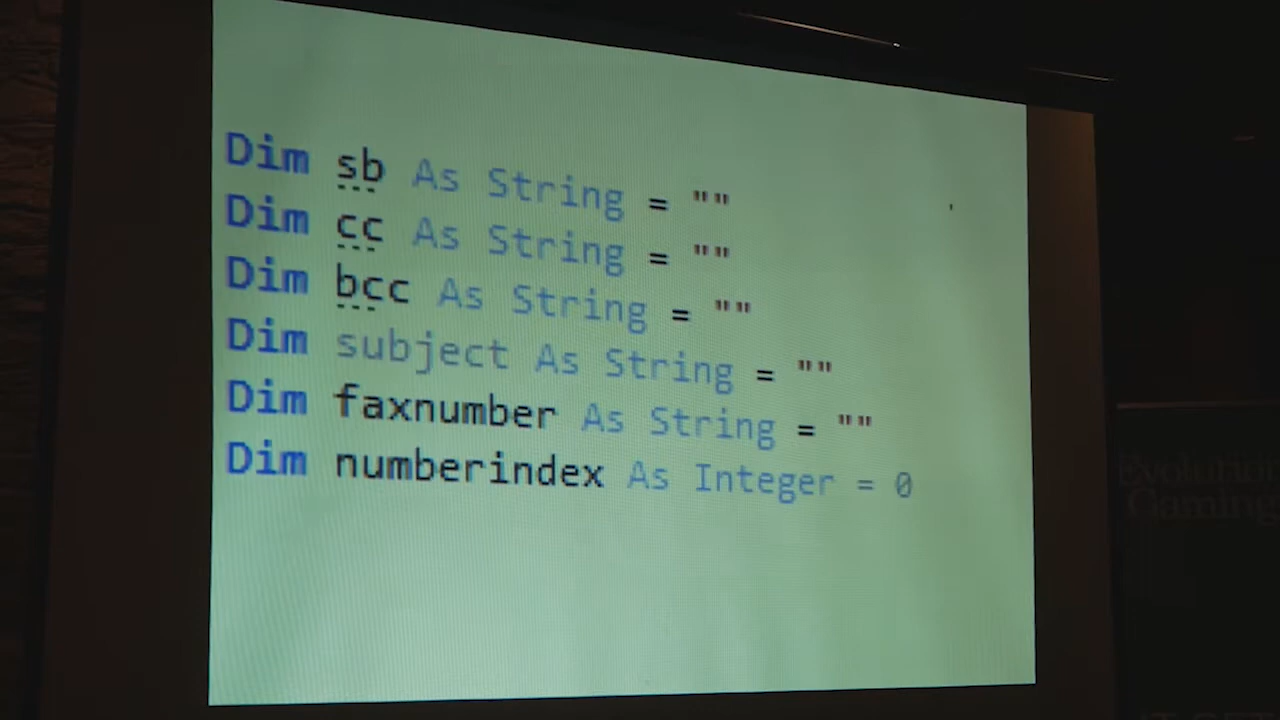 Dim sb As String = ""
Dim cc As String = ""
Dim bcc As String = ""
Dim subject As String = ""
Dim faxnumber As String = ""
Dim numberindex As Integer = 0
Gaming